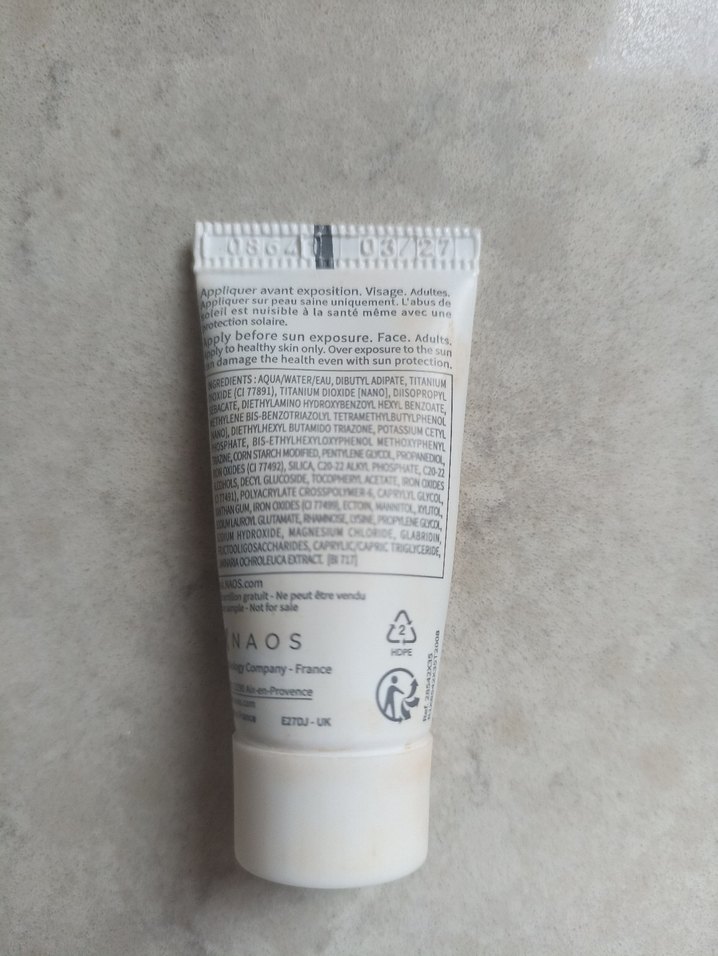 0864 03/27
Appliquer avant exposition. Visage. Adultes.
Appliquer sur peau saine uniquement. L'abus de
soleil est nuisible à la santé même avec une
protection solaire.
Apply before sun exposure. Face. Adults.
Apply to healthy skin only. Over exposure to the sun
can damage the health even with sun protection.
INGREDIENTS : AQUA/WATER/EAU, DIBUTYL ADIPATE, TITANIUM
DIOXIDE (CI 77891), TITANIUM DIOXIDE [NANO], DIISOPROPYL
SEBACATE, DIETHYLAMINO HYDROXYBENZOYL HEXYL BENZOATE,
METHYLENE BIS-BENZOTRIAZOLYL TETRAMETHYLBUTYLPHENOL
[NANO], DIETHYLHEXYL BUTAMIDO TRIAZONE, POTASSIUM CETYL
PHOSPHATE, BIS-ETHYLHEXYLOXYPHENOL METHOXYPHENYL
TRIAZINE, CORN STARCH MODIFIED, PENTYLENE GLYCOL, PROPANEDIOL,
IRON OXIDES (CI 77492), SILICA, C20-22 ALKYL PHOSPHATE, C20-22
ALCOHOLS, DECYL GLUCOSIDE, TOCOPHERYL ACETATE, IRON OXIDES
(CI 77491), POLYACRYLATE CROSSPOLYMER-6, CAPRYLYL GLYCOL,
XANTHAN GUM, IRON OXIDES (CI 77499), ECTOIN, MANNITOL, XYLITOL,
SODIUM LAUROYL GLUTAMATE, RHAMNOSE, LYSINE, PROPYLENE GLYCOL,
SODIUM HYDROXIDE, MAGNESIUM CHLORIDE, GLABRIDIN,
FRUCTOOLIGOSACCHARIDES, CAPRYLIC/CAPRIC TRIGLYCERIDE,
LAMINARIA OCHROLEUCA EXTRACT. [BI 717]
NAOS.com
gratuit - Ne peut être vendu
sample - Not for sale
NAOS
Company - France
Aix-en-Provence
E27DJ - UK
2
HDPE
Ref. 28542X35